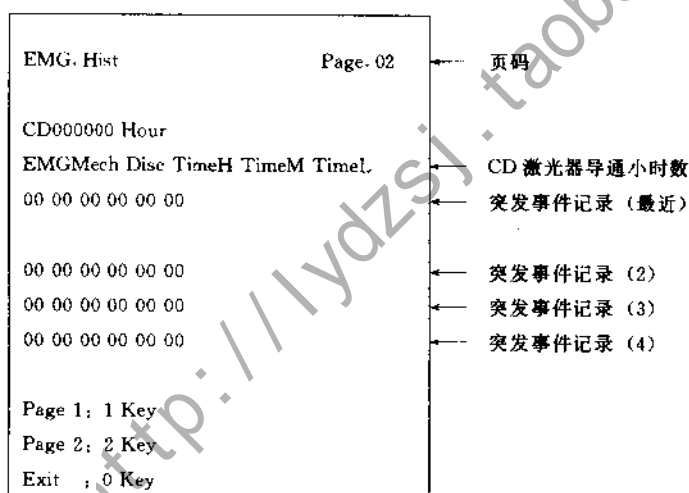 EMG. Hist Page. 02 页码
CD000000 Hour
EMGMech Disc TimeH TimeM TimeL CD 激光器导通小时数
00 00 00 00 00 00 突发事件记录（最近）
00 00 00 00 00 00 突发事件记录（2）
00 00 00 00 00 00 突发事件记录（3）
00 00 00 00 00 00 突发事件记录（4）
Page 1; 1 Key
Page 2; 2 Key
Exit ; 0 Key
http://lydzsj.taob